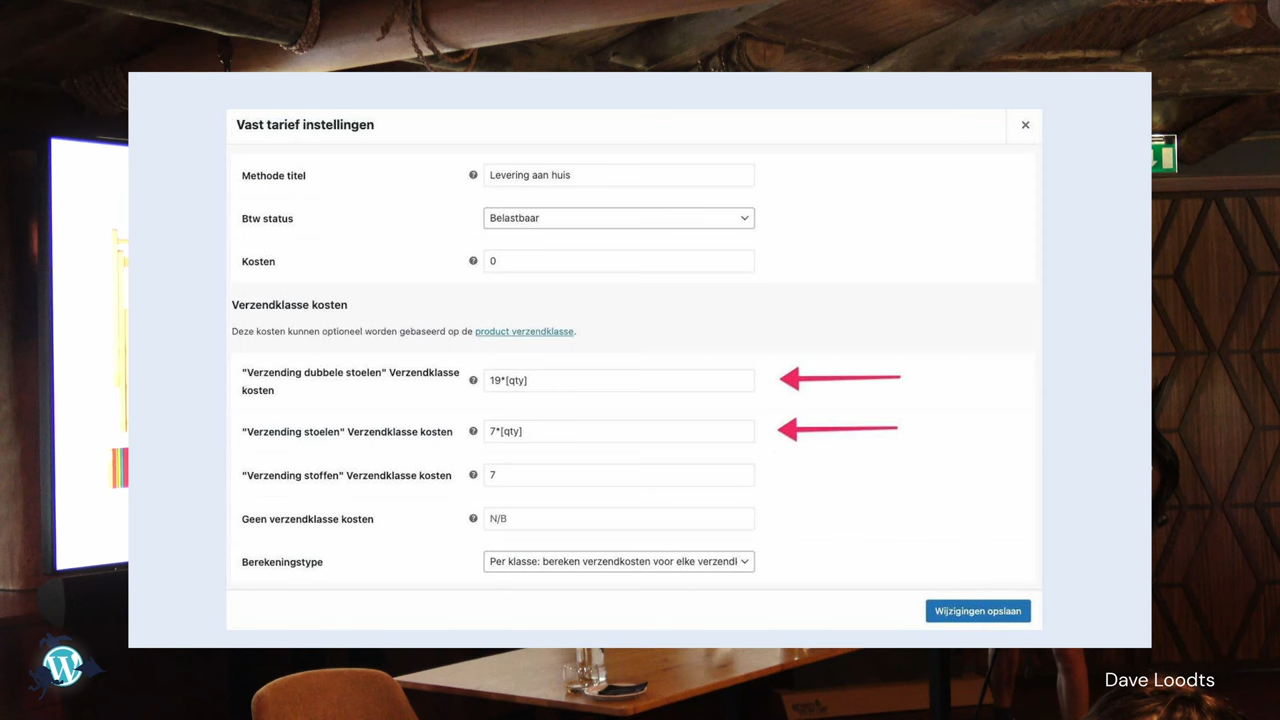 Vast tarief instellingen
Methode titel
Levering aan huis
Btw status
Belastbaar
Kosten
0
Verzendklasse kosten
Deze kosten kunnen optioneel worden gebaseerd op de product verzendklasse.
"Verzending dubbele stoelen" Verzendklasse
kosten
19*[qty]
"Verzending stoelen" Verzendklasse kosten
7*[qty]
"Verzending stoffen" Verzendklasse kosten
7
Geen verzendklasse kosten
N/B
Berekeningstype
Per klasse: bereken verzendkosten voor elke verzendk
Wijzigingen opslaan
Dave Loodts